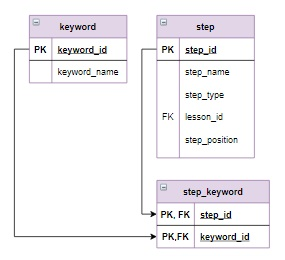 keyword
PK keyword_id
keyword_name
step
PK step_id
step_name
step_type
FK lesson_id
step_position
step_keyword
PK, FK step_id
PK,FK keyword_id